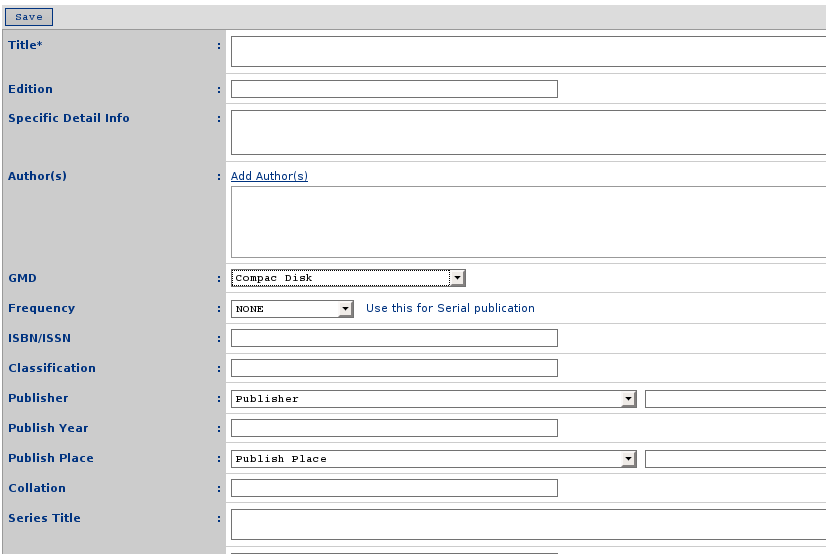 Save
Title* :
Edition :
Specific Detail Info :
Author(s) : Add Author(s)
GMD : Compac Disk
Frequency : NONE Use this for Serial publication
ISBN/ISSN :
Classification :
Publisher : Publisher
Publish Year :
Publish Place : Publish Place
Collation :
Series Title :